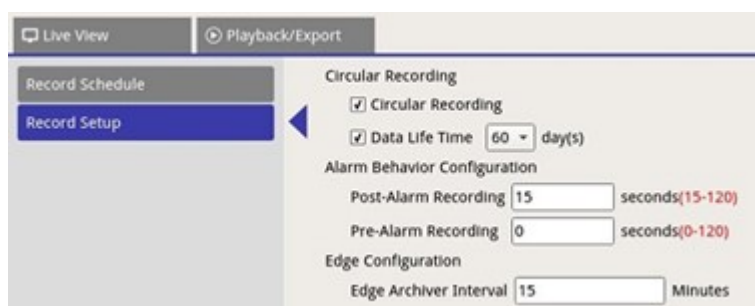 Live View Playback/Export
Record Schedule
Record Setup
Circular Recording
Circular Recording
Data Life Time 60 day(s)
Alarm Behavior Configuration
Post-Alarm Recording 15 seconds(15-120)
Pre-Alarm Recording 0 seconds(0-120)
Edge Configuration
Edge Archiver Interval 15 Minutes